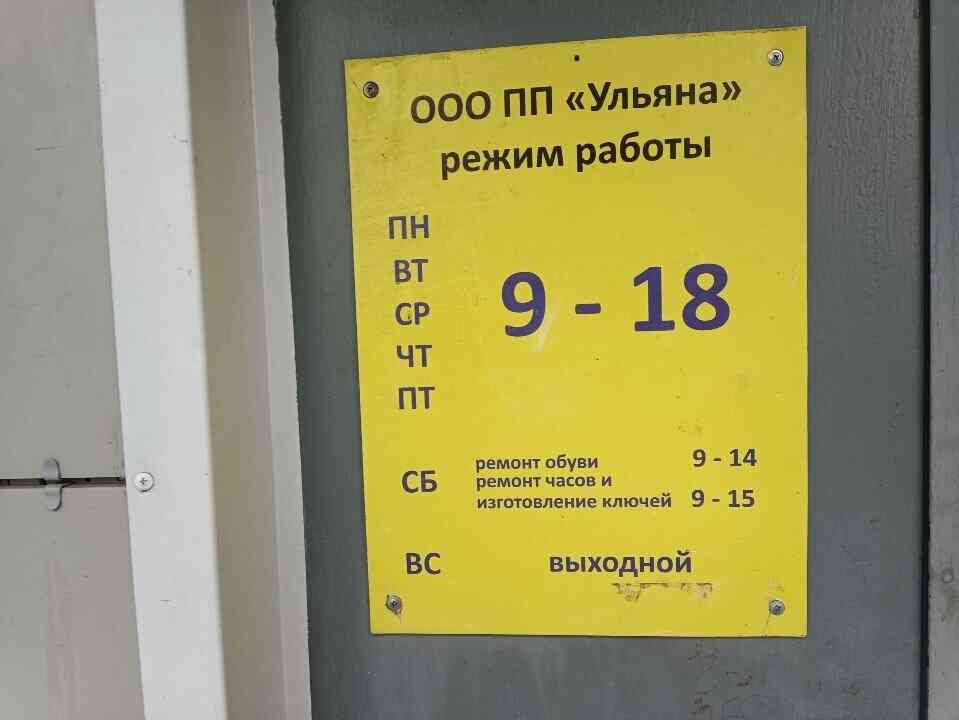 ООО ПП «Ульяна»
режим работы
ПН
ВТ
СР
ЧТ
ПТ
9 - 18
СБ
ремонт обуви 9 - 14
ремонт часов и
изготовление ключей 9 - 15
ВС выходной